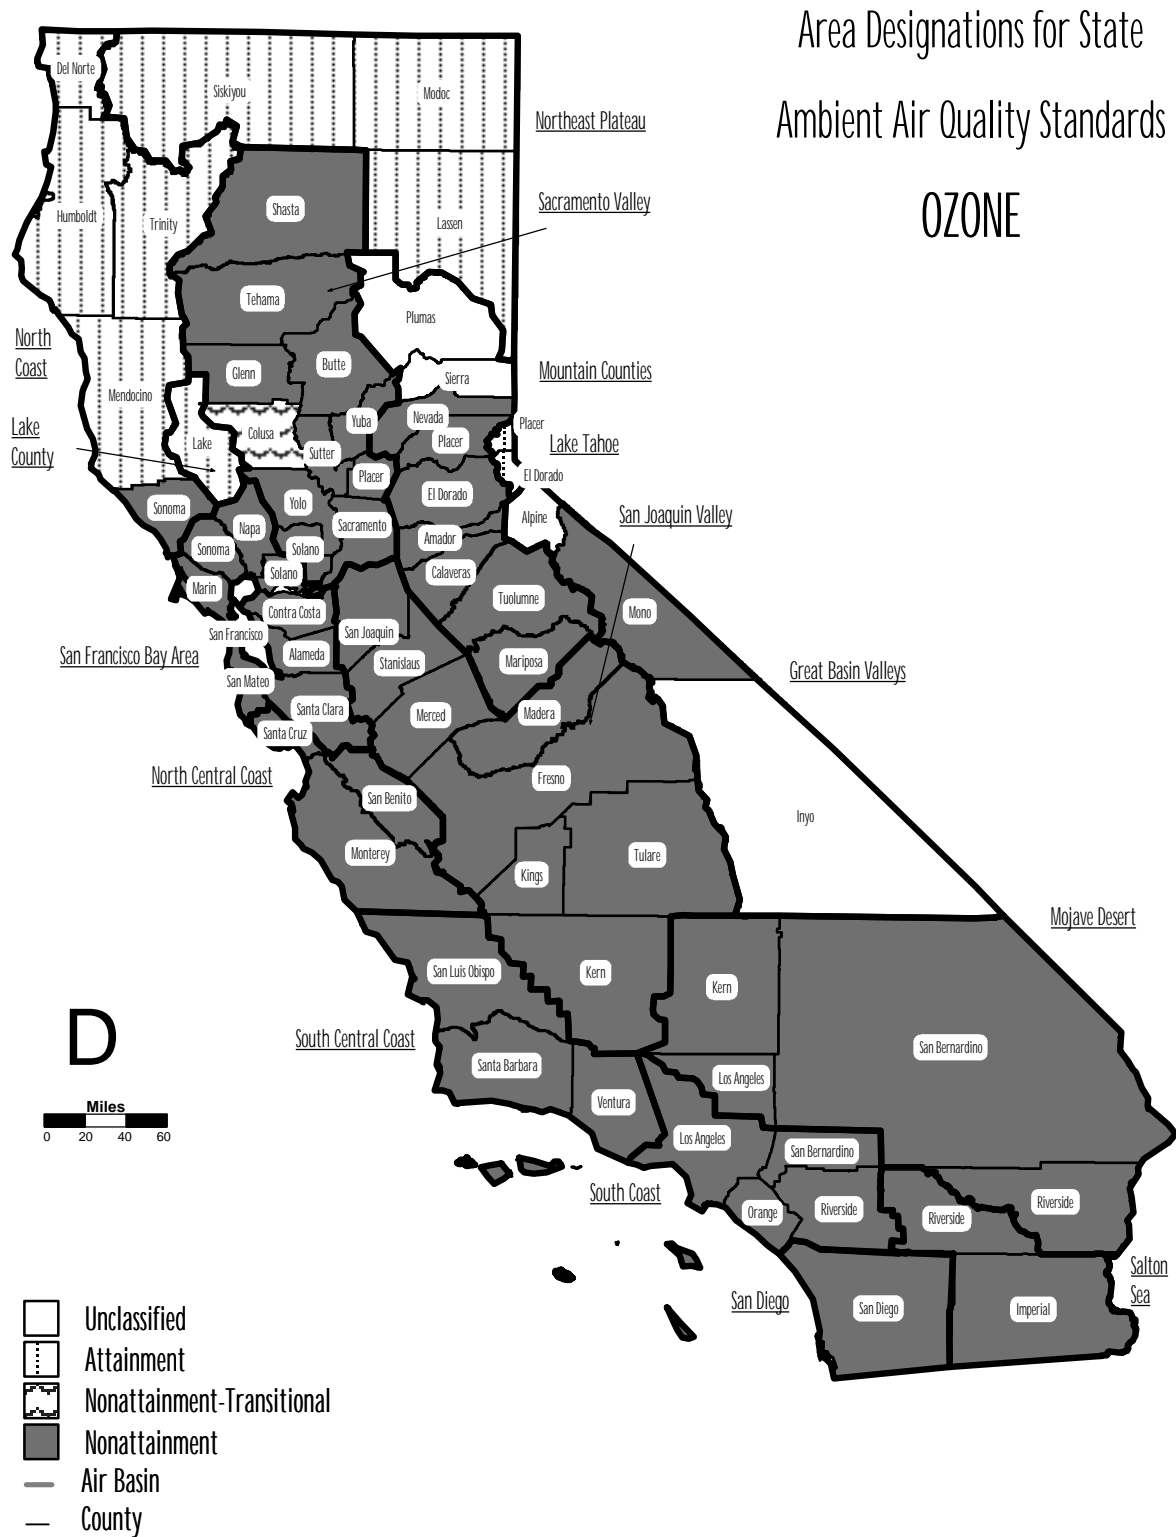 Area Designations for State
Ambient Air Quality Standards
OZONE
Del Norte
Siskiyou
Modoc
Northeast Plateau
Sacramento Valley
Shasta
Humboldt
Trinity
Lassen
Tehama
Plumas
North
Coast
Butte
Glenn
Sierra
Mountain Counties
Mendocino
Yuba
Nevada
Placer
Lake
County
Lake
Colusa
Sutter
Placer
Lake Tahoe
Placer
El Dorado
El Dorado
Sonoma
Yolo
Napa
Sacramento
Alpine
San Joaquin Valley
Sonoma
Solano
Amador
Solano
Calaveras
Marin
Tuolumne
Contra Costa
Mono
San Francisco
San Joaquin
San Francisco Bay Area
Alameda
Stanislaus
Mariposa
Great Basin Valleys
San Mateo
Santa Clara
Merced
Madera
Santa Cruz
North Central Coast
Fresno
San Benito
Inyo
Monterey
Tulare
Kings
Mojave Desert
San Luis Obispo
Kern
Kern
D
South Central Coast
San Bernardino
Santa Barbara
Los Angeles
Ventura
Miles
0 20 40 60
Los Angeles
San Bernardino
South Coast
Orange
Riverside
Riverside
Riverside
Salton
Sea
San Diego
San Diego
Imperial
Unclassified
Attainment
Nonattainment-Transitional
Nonattainment
Air Basin
County